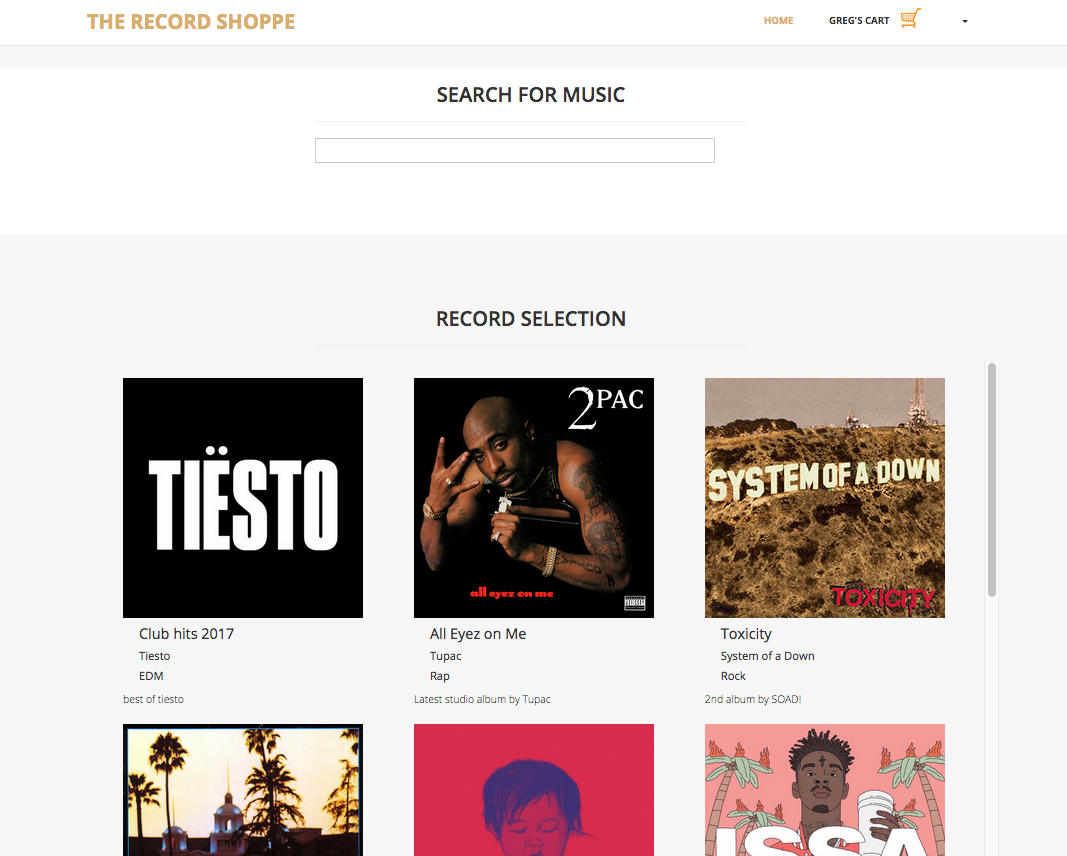 THE RECORD SHOPPE
HOME
GREG'S CART
SEARCH FOR MUSIC
RECORD SELECTION
TIËSTO
2PAC
all eyez on me
SYSTEM OF A DOWN
TOXICITY
Club hits 2017
Tiesto
EDM
best of tiesto
All Eyez on Me
Tupac
Rap
Latest studio album by Tupac
Toxicity
System of a Down
Rock
2nd album by SOAD!
ISSA